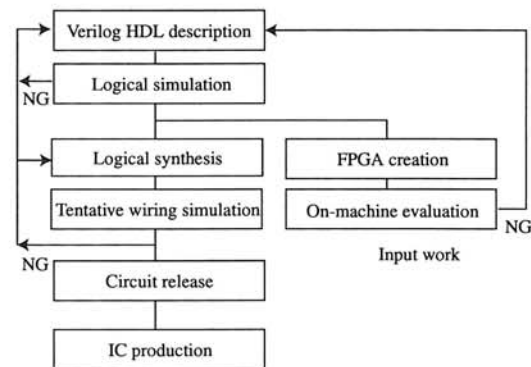 Verilog HDL description
Logical simulation
NG
Logical synthesis
FPGA creation
Tentative wiring simulation
On-machine evaluation
NG
Input work
NG
Circuit release
IC production